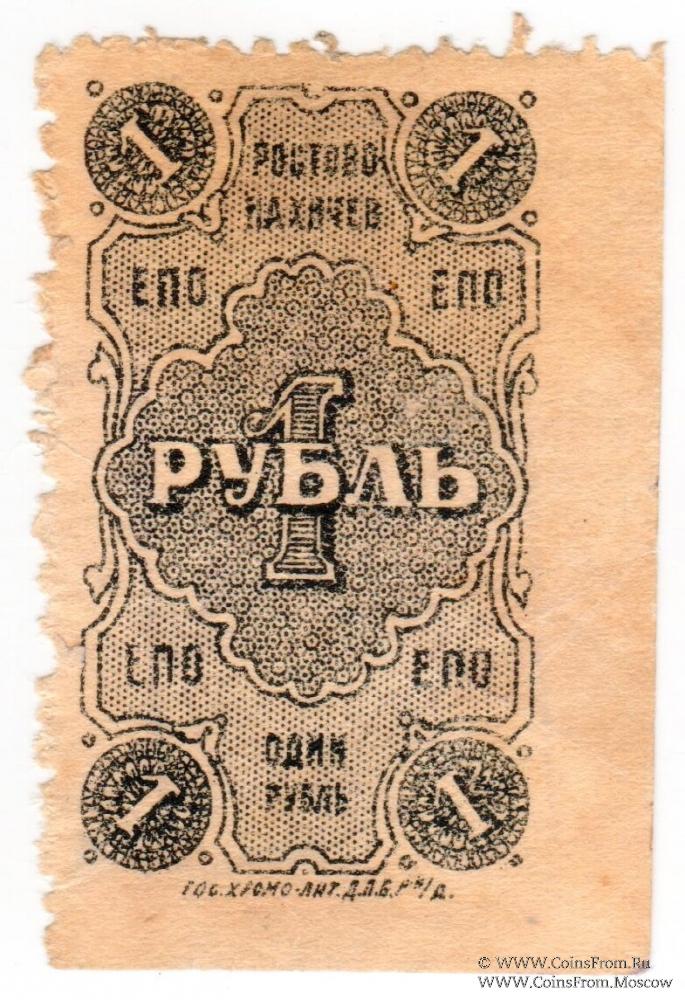 1 1
РОСТОВО
НАХИЧЕВ
ЕПО ЕПО
1
РУБЛЬ
ЕПО ЕПО
ОДИН
РУБЛЬ
1 1
ГОС.ХРОМО-ЛИТ.Д.П.Б.РН/Д.
© WWW.CoinsFrom.Ru
WWW.CoinsFrom.Moscow